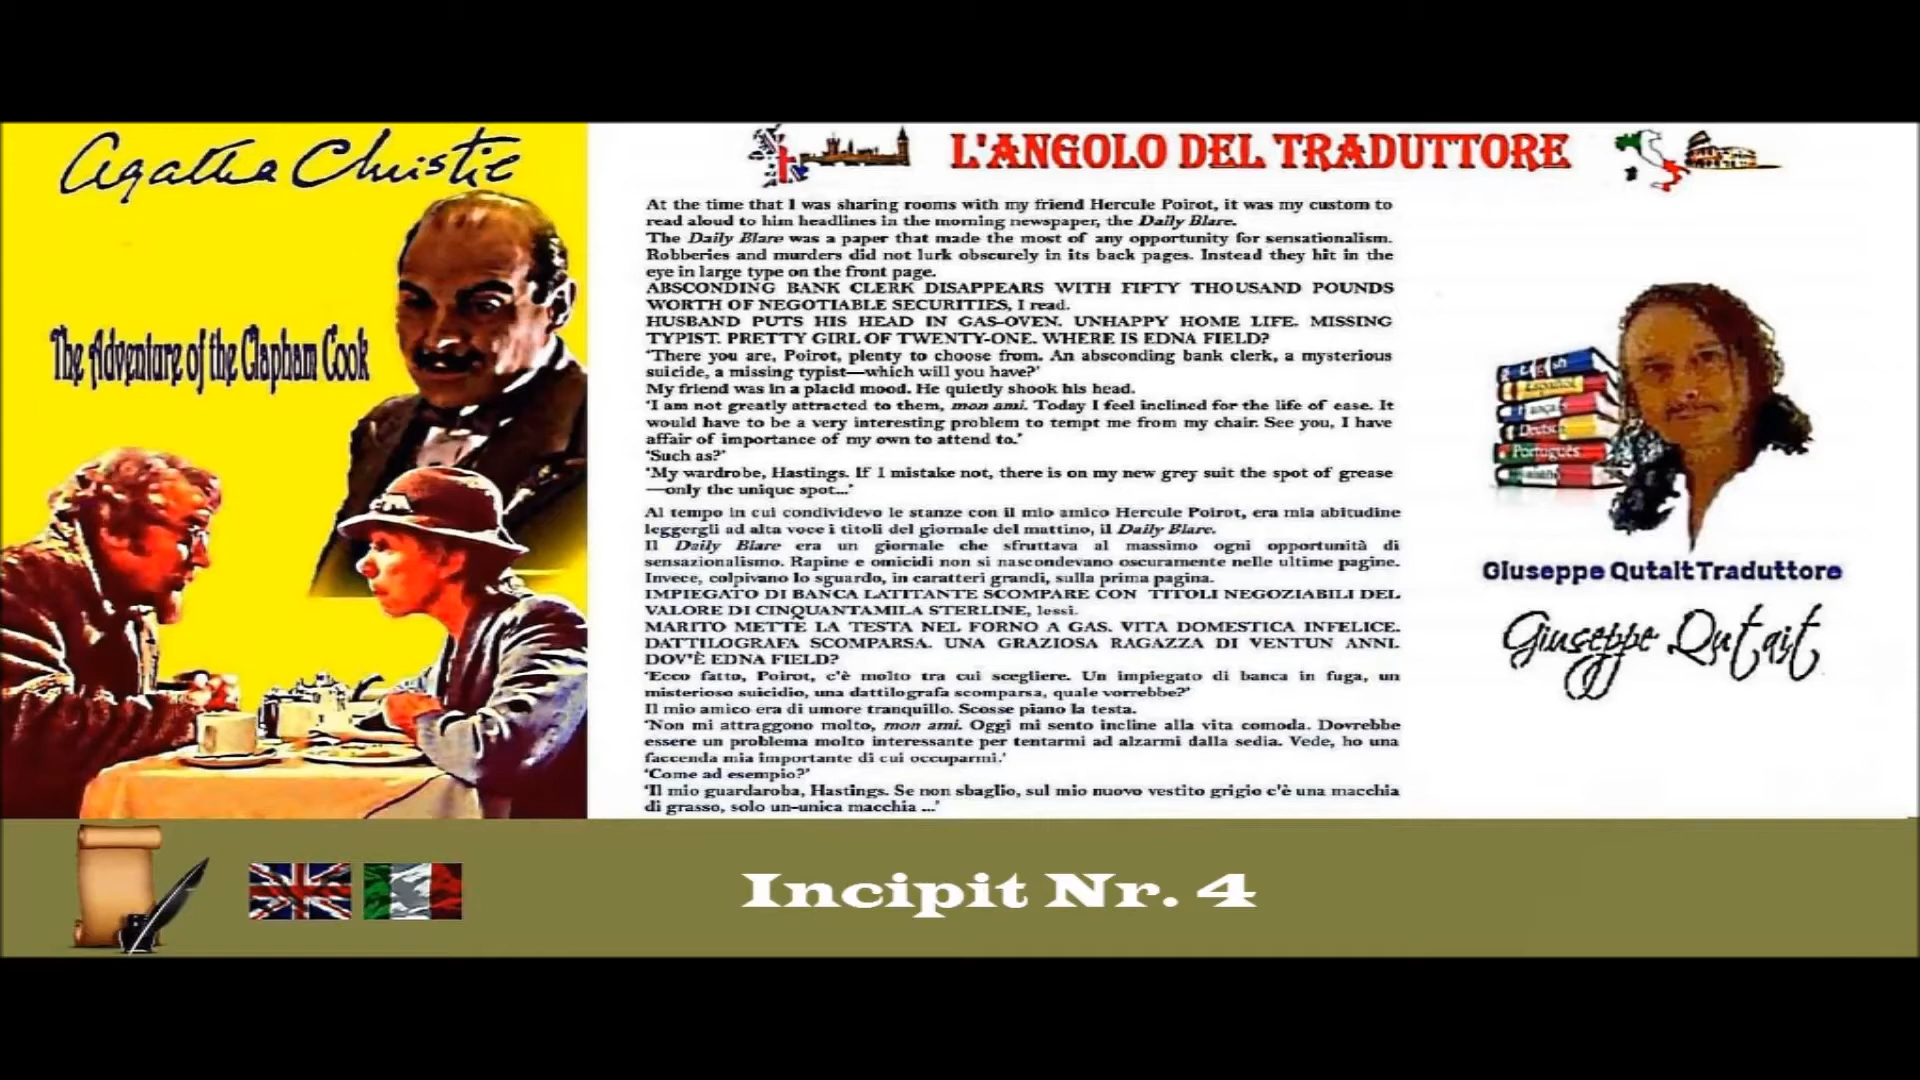 Agatha Christie
The Adventure of the Clapham Cook
L'ANGOLO DEL TRADUTTORE
At the time that I was sharing rooms with my friend Hercule Poirot, it was my custom to
read aloud to him headlines in the morning newspaper, the Daily Blare.
The Daily Blare was a paper that made the most of any opportunity for sensationalism.
Robberies and murders did not lurk obscurely in its back pages. Instead they hit in the
eye in large type on the front page.
ABSCONDING BANK CLERK DISAPPEARS WITH FIFTY THOUSAND POUNDS
WORTH OF NEGOTIABLE SECURITIES, I read.
HUSBAND PUTS HIS HEAD IN GAS-OVEN. UNHAPPY HOME LIFE. MISSING
TYPIST. PRETTY GIRL OF TWENTY-ONE. WHERE IS EDNA FIELD?
'There you are, Poirot, plenty to choose from. An absconding bank clerk, a mysterious
suicide, a missing typist—which will you have?'
My friend was in a placid mood. He quietly shook his head.
'I am not greatly attracted to them, mon ami. Today I feel inclined for the life of ease. It
would have to be a very interesting problem to tempt me from my chair. See you, I have
affair of importance of my own to attend to.'
'Such as?'
'My wardrobe, Hastings. If I mistake not, there is on my new grey suit the spot of grease
—only the unique spot...'
Al tempo in cui condividevo le stanze con il mio amico Hercule Poirot, era mia abitudine
leggergli ad alta voce i titoli del giornale del mattino, il Daily Blare.
Il Daily Blare era un giornale che sfruttava al massimo ogni opportunità di
sensazionalismo. Rapine e omicidi non si nascondevano oscuramente nelle ultime pagine.
Invece, colpivano lo sguardo, in caratteri grandi, sulla prima pagina.
IMPIEGATO DI BANCA LATITANTE SCOMPARE CON TITOLI NEGOZIABILI DEL
VALORE DI CINQUANTAMILA STERLINE, lessi.
MARITO METTE LA TESTA NEL FORNO A GAS. VITA DOMESTICA INFELICE.
DATTILOGRAFA SCOMPARSA. UNA GRAZIOSA RAGAZZA DI VENTUN ANNI.
DOV'È EDNA FIELD?
'Ecco fatto, Poirot, c'è molto tra cui scegliere. Un impiegato di banca in fuga, un
misterioso suicidio, una dattilografa scomparsa, quale vorrebbe?'
Il mio amico era di umore tranquillo. Scosse piano la testa.
'Non mi attraggono molto, mon ami. Oggi mi sento incline alla vita comoda. Dovrebbe
essere un problema molto interessante per tentarmi ad alzarmi dalla sedia. Vede, ho una
faccenda mia importante di cui occuparmi.'
'Come ad esempio?'
'Il mio guardaroba, Hastings. Se non sbaglio, sul mio nuovo vestito grigio c'è una macchia
di grasso, solo un-unica macchia ...'
English
Español
Français
Deutsch
Português
Giuseppe QutaitTraduttore
Giuseppe Qutait
Incipit Nr. 4